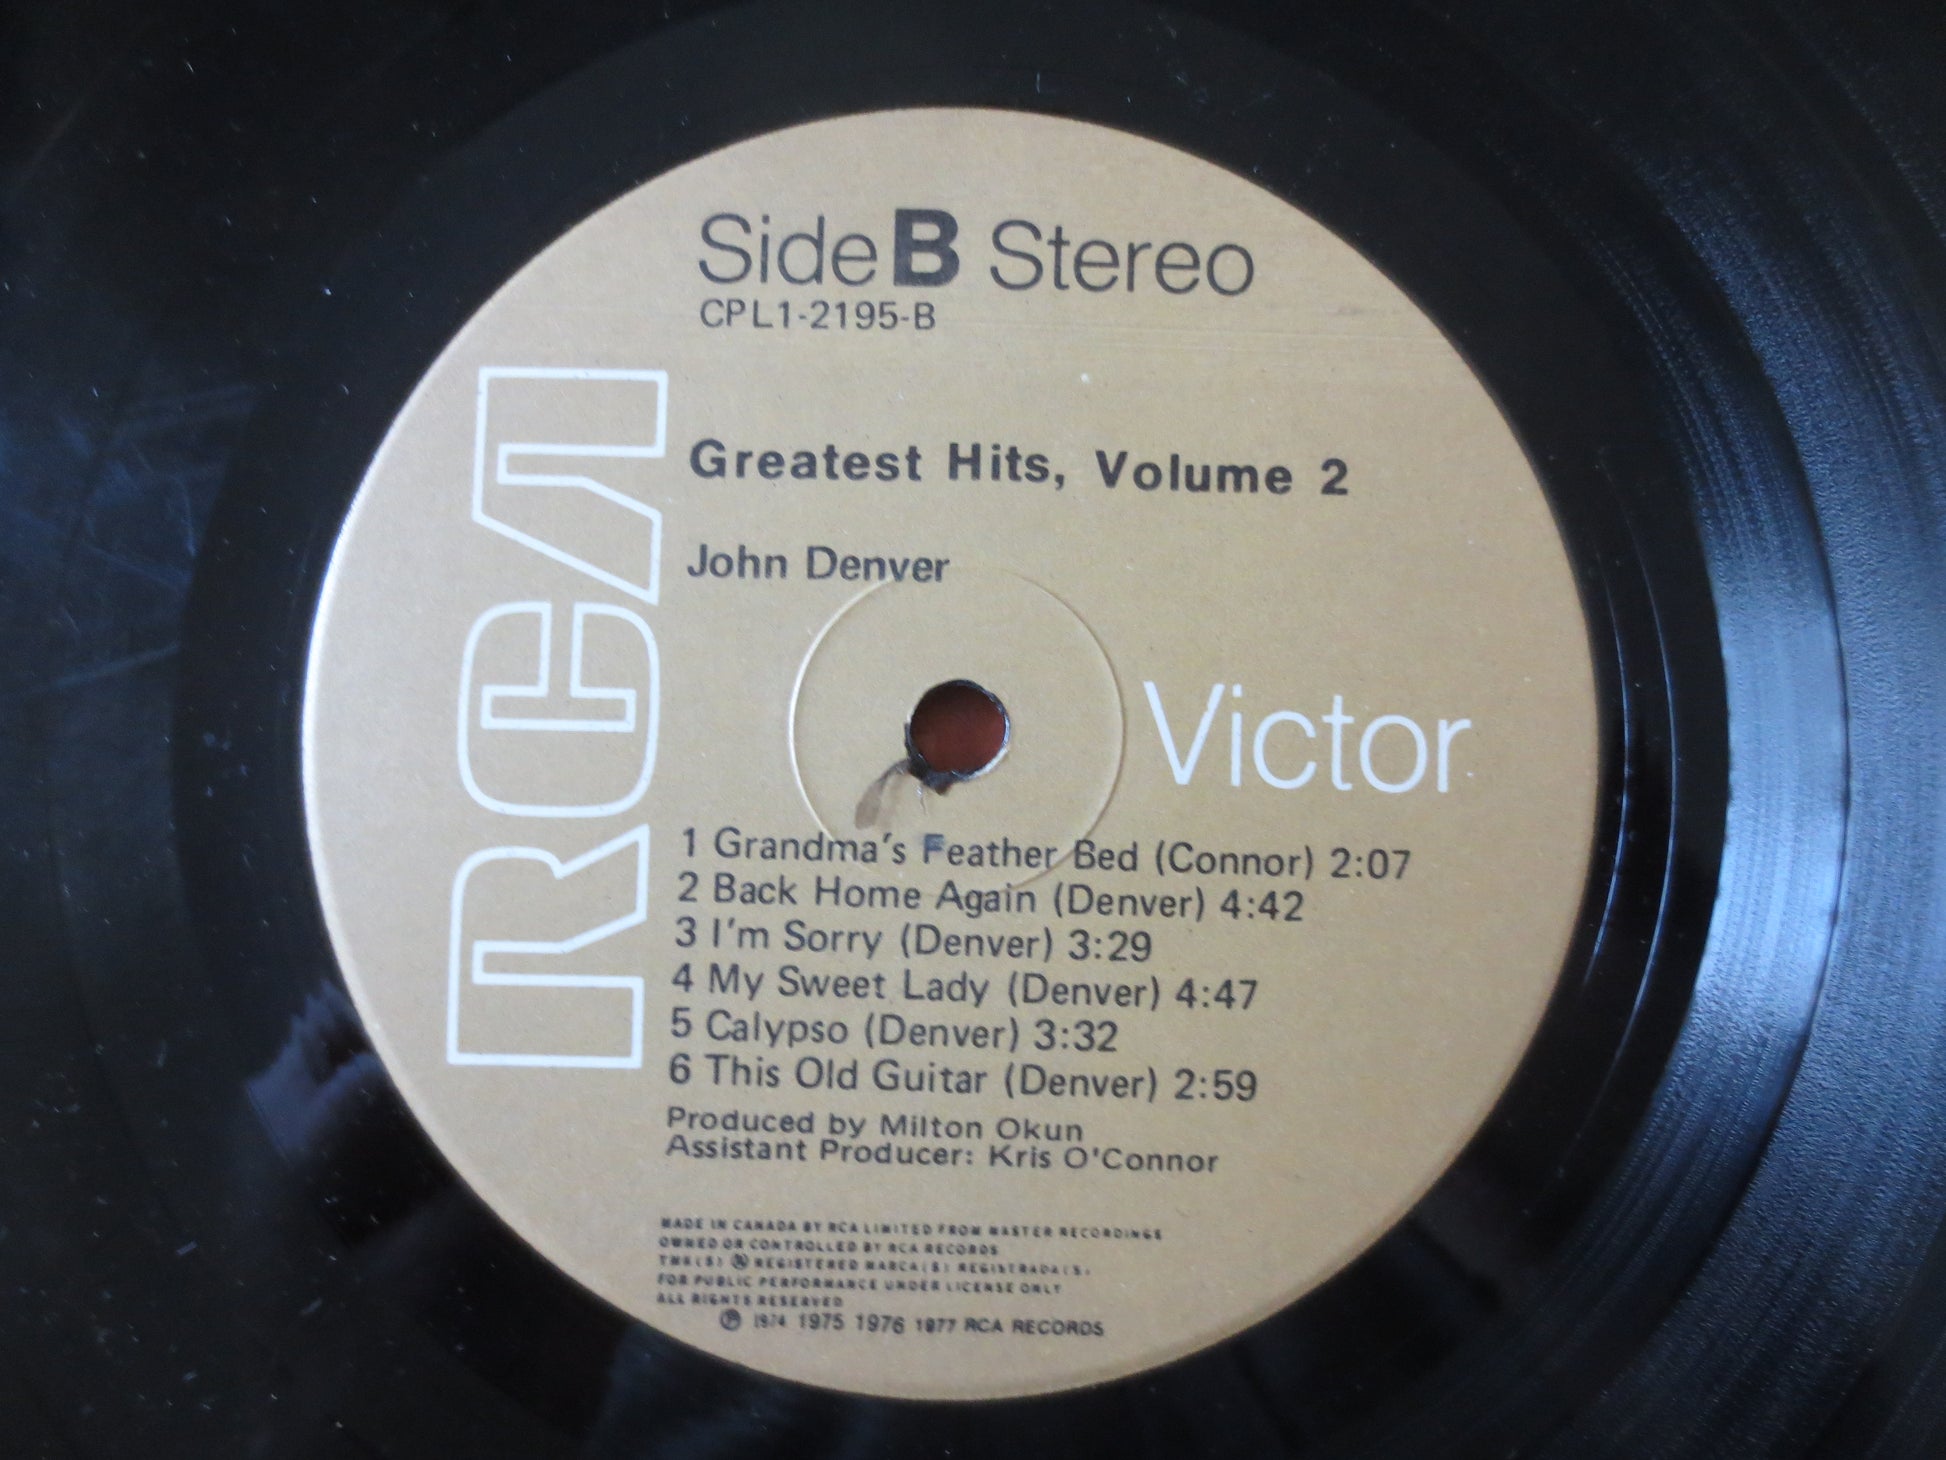 Side B Stereo
CPL1-2195-B
Greatest Hits, Volume 2
John Denver
RCA
Victor
1 Grandma's Feather Bed (Connor) 2:07
2 Back Home Again (Denver) 4:42
3 I'm Sorry (Denver) 3:29
4 My Sweet Lady (Denver) 4:47
5 Calypso (Denver) 3:32
6 This Old Guitar (Denver) 2:59
Produced by Milton Okun
Assistant Producer: Kris O'Connor
MADE IN CANADA BY RCA LIMITED FROM MASTER RECORDINGS
OWNED OR CONTROLLED BY RCA RECORDS
TMK(S) ® REGISTERED MARCA(S) REGISTRADA(S).
FOR PUBLIC PERFORMANCE UNDER LICENSE ONLY
ALL RIGHTS RESERVED
℗ 1974 1975 1976 1977 RCA RECORDS